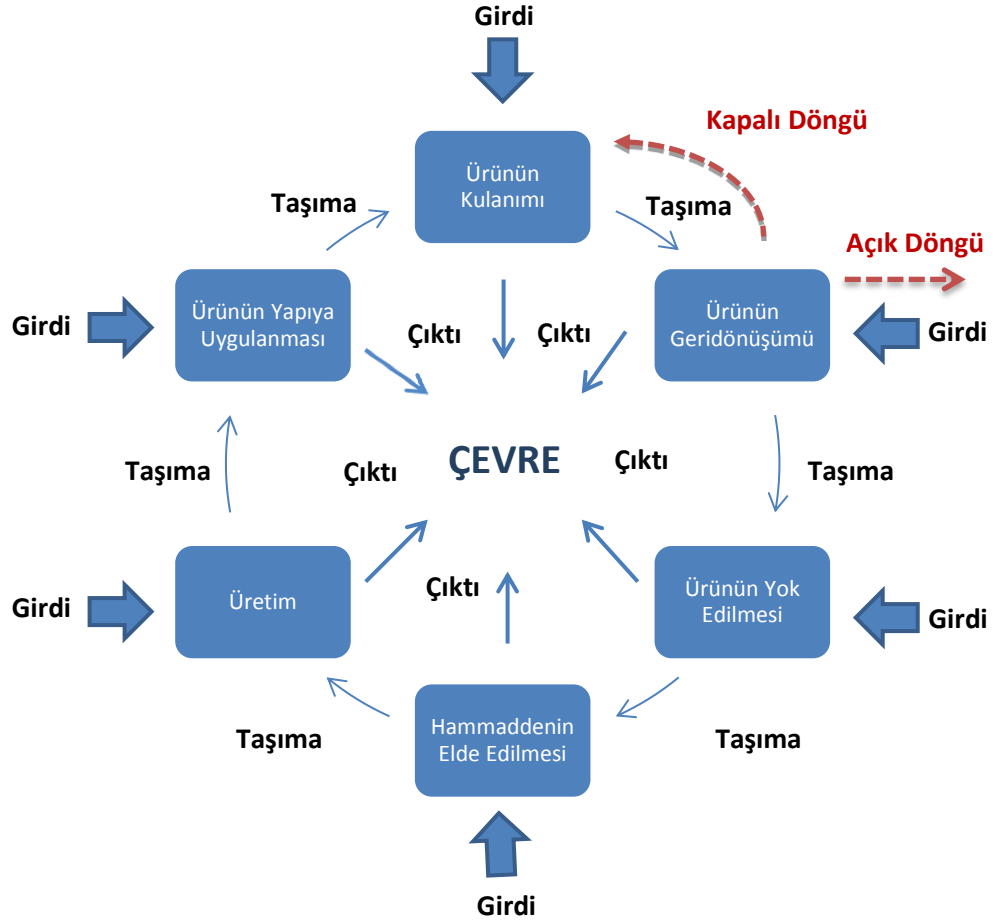 Girdi
Kapalı Döngü
Ürünün
Kulanımı
Taşıma
Taşıma
Açık Döngü
Ürünün Yapıya
Uygulanması
Ürünün
Geridönüşümü
Girdi
Girdi
Çıktı
Çıktı
ÇEVRE
Taşıma
Çıktı
Çıktı
Taşıma
Çıktı
Üretim
Ürünün Yok
Edilmesi
Girdi
Girdi
Hammaddenin
Elde Edilmesi
Taşıma
Taşıma
Girdi